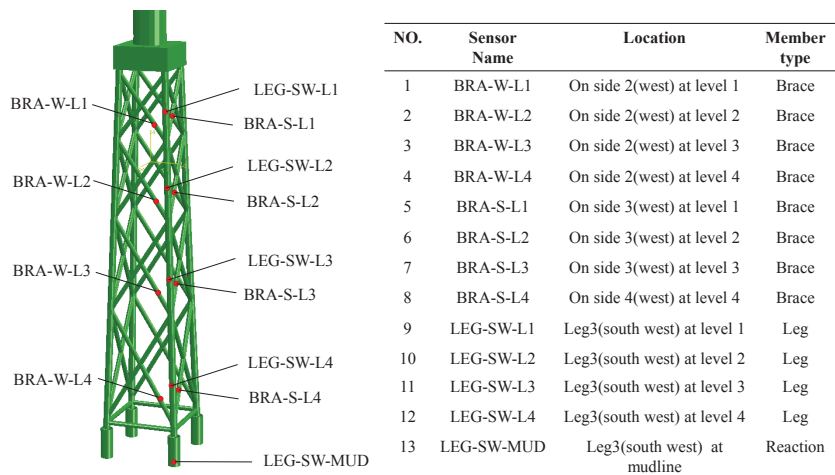 LEG-SW-L1
BRA-W-L1
BRA-S-L1
LEG-SW-L2
BRA-W-L2
BRA-S-L2
LEG-SW-L3
BRA-W-L3
BRA-S-L3
LEG-SW-L4
BRA-W-L4
BRA-S-L4
LEG-SW-MUD
NO. Sensor Name Location Member type
1 BRA-W-L1 On side 2(west) at level 1 Brace
2 BRA-W-L2 On side 2(west) at level 2 Brace
3 BRA-W-L3 On side 2(west) at level 3 Brace
4 BRA-W-L4 On side 2(west) at level 4 Brace
5 BRA-S-L1 On side 3(west) at level 1 Brace
6 BRA-S-L2 On side 3(west) at level 2 Brace
7 BRA-S-L3 On side 3(west) at level 3 Brace
8 BRA-S-L4 On side 4(west) at level 4 Brace
9 LEG-SW-L1 Leg3(south west) at level 1 Leg
10 LEG-SW-L2 Leg3(south west) at level 2 Leg
11 LEG-SW-L3 Leg3(south west) at level 3 Leg
12 LEG-SW-L4 Leg3(south west) at level 4 Leg
13 LEG-SW-MUD Leg3(south west) at Reaction
mudline